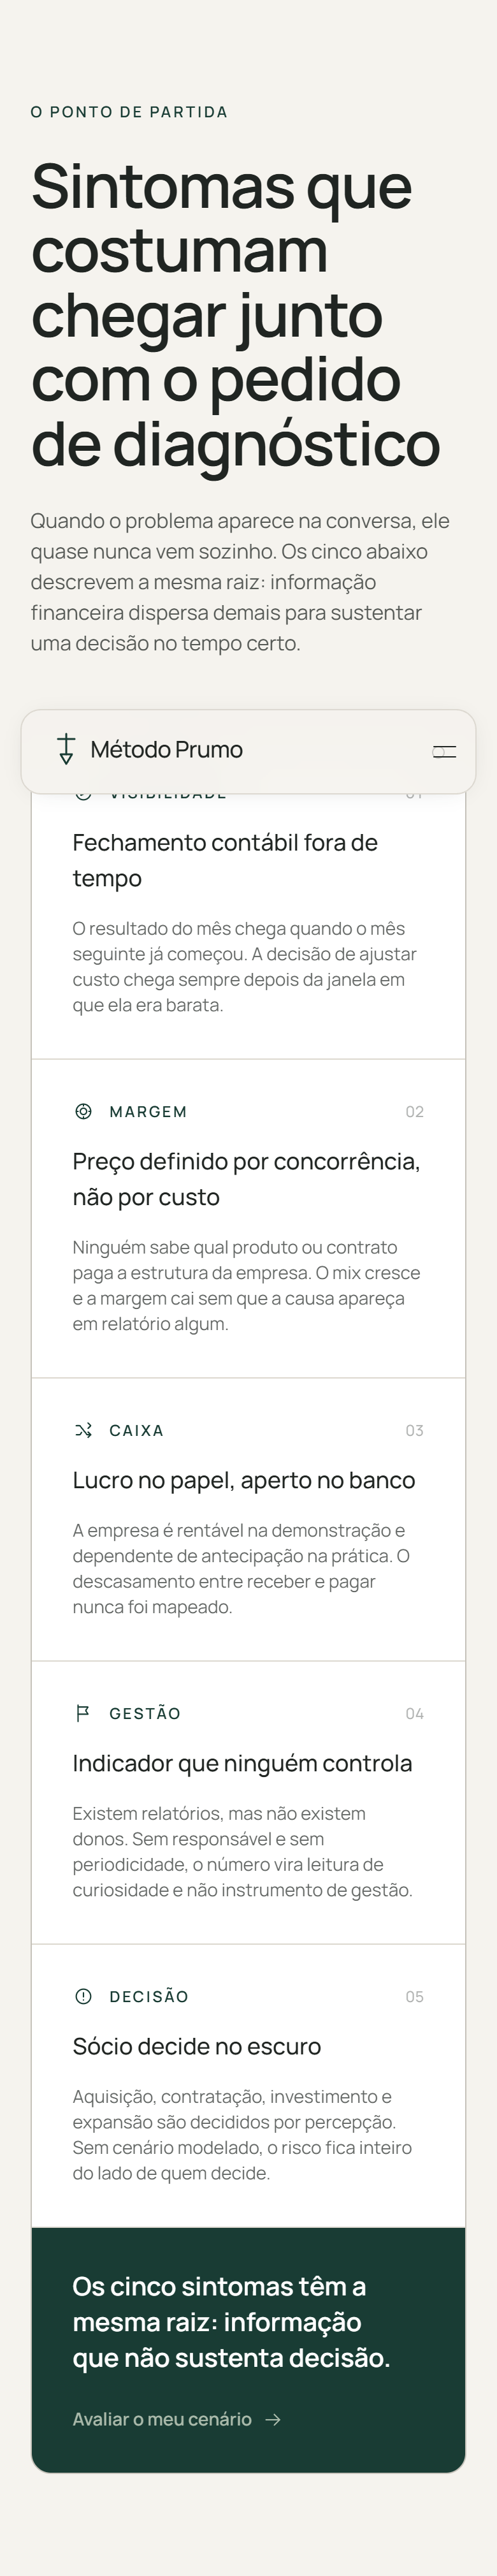 O PONTO DE PARTIDA
Sintomas que
costumam
chegar junto
com o pedido
de diagnóstico
Quando o problema aparece na conversa, ele
quase nunca vem sozinho. Os cinco abaixo
descrevem a mesma raiz: informação
financeira dispersa demais para sustentar
uma decisão no tempo certo.
Método Prumo
VISIBILIDADE 01
Fechamento contábil fora de
tempo
O resultado do mês chega quando o mês
seguinte já começou. A decisão de ajustar
custo chega sempre depois da janela em
que ela era barata.
MARGEM 02
Preço definido por concorrência,
não por custo
Ninguém sabe qual produto ou contrato
paga a estrutura da empresa. O mix cresce
e a margem cai sem que a causa apareça
em relatório algum.
CAIXA 03
Lucro no papel, aperto no banco
A empresa é rentável na demonstração e
dependente de antecipação na prática. O
descasamento entre receber e pagar
nunca foi mapeado.
GESTÃO 04
Indicador que ninguém controla
Existem relatórios, mas não existem
donos. Sem responsável e sem
periodicidade, o número vira leitura de
curiosidade e não instrumento de gestão.
DECISÃO 05
Sócio decide no escuro
Aquisição, contratação, investimento e
expansão são decididos por percepção.
Sem cenário modelado, o risco fica inteiro
do lado de quem decide.
Os cinco sintomas têm a
mesma raiz: informação
que não sustenta decisão.
Avaliar o meu cenário →